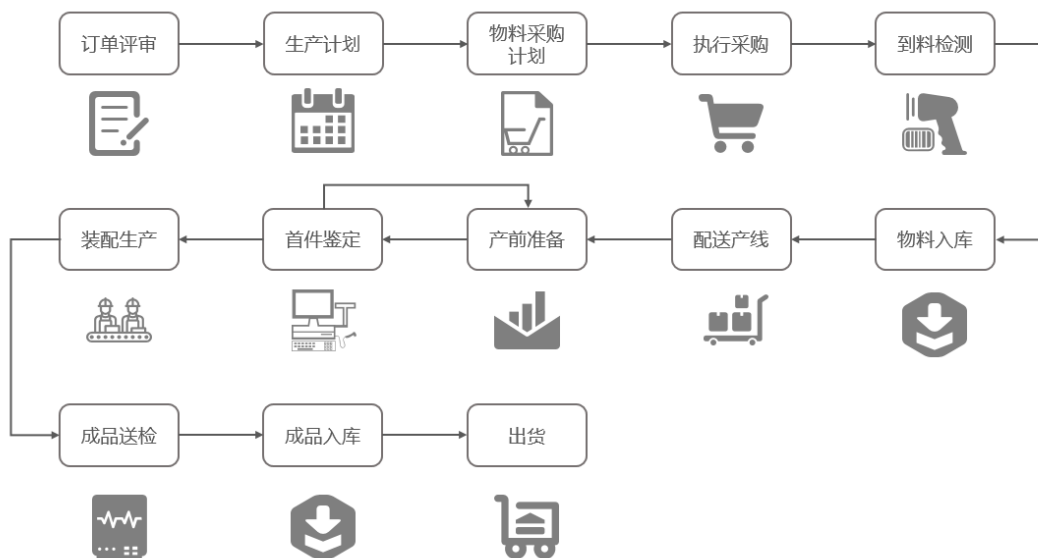 订单评审
生产计划
物料采购
计划
执行采购
到料检测
装配生产
首件鉴定
产前准备
配送产线
物料入库
成品送检
成品入库
出货